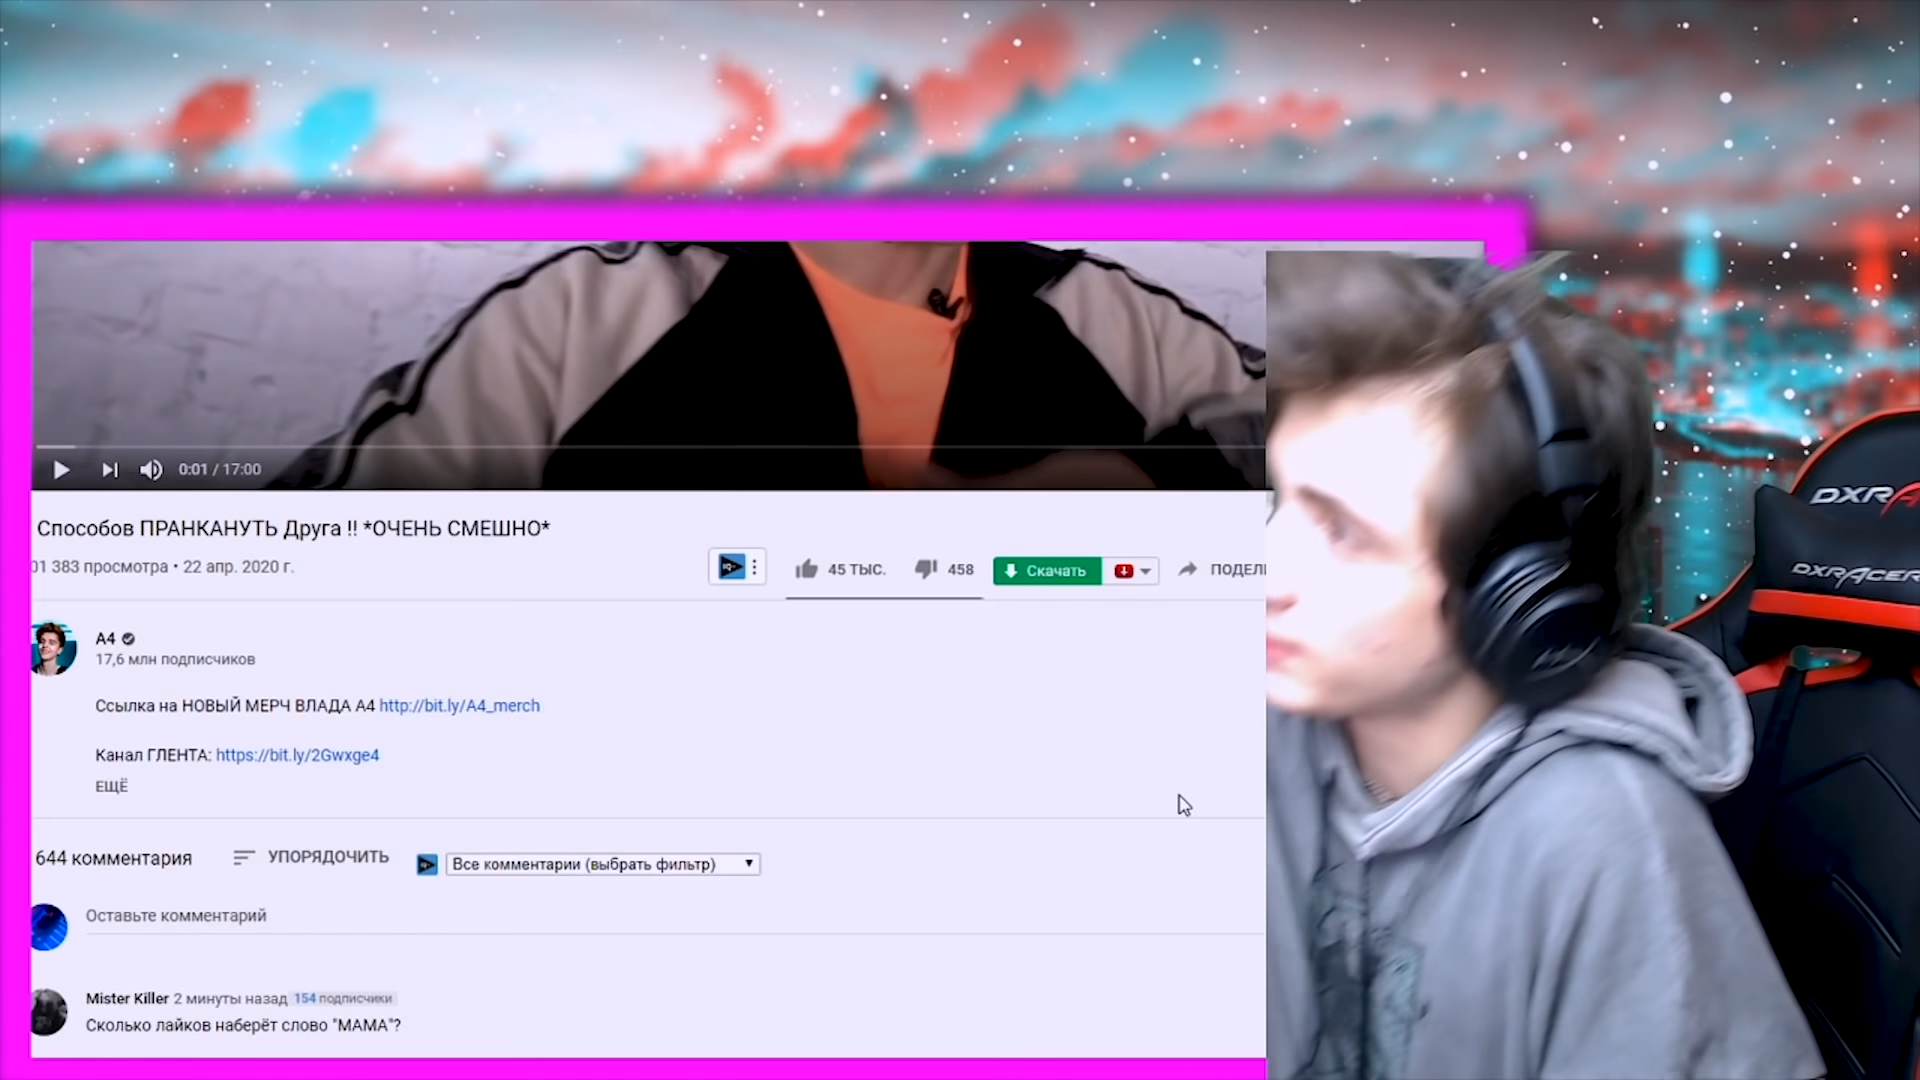 0:01 / 17:00
Способов ПРАНКАНУТЬ Друга !! *ОЧЕНЬ СМЕШНО*
01 383 просмотра • 22 апр. 2020 г.
45 ТЫС.
458
Скачать
ПОДЕЛ
A4
17,6 млн подписчиков
Ссылка на НОВЫЙ МЕРЧ ВЛАДА А4 http://bit.ly/A4_merch
Канал ГЛЕНТА: https://bit.ly/2Gwxge4
ЕЩЁ
644 комментария
УПОРЯДОЧИТЬ
Все комментарии (выбрать фильтр)
Оставьте комментарий
Mister Killer 2 минуты назад 154 подписчики
Сколько лайков наберёт слово "МАМА"?
DXRA
DXRACER